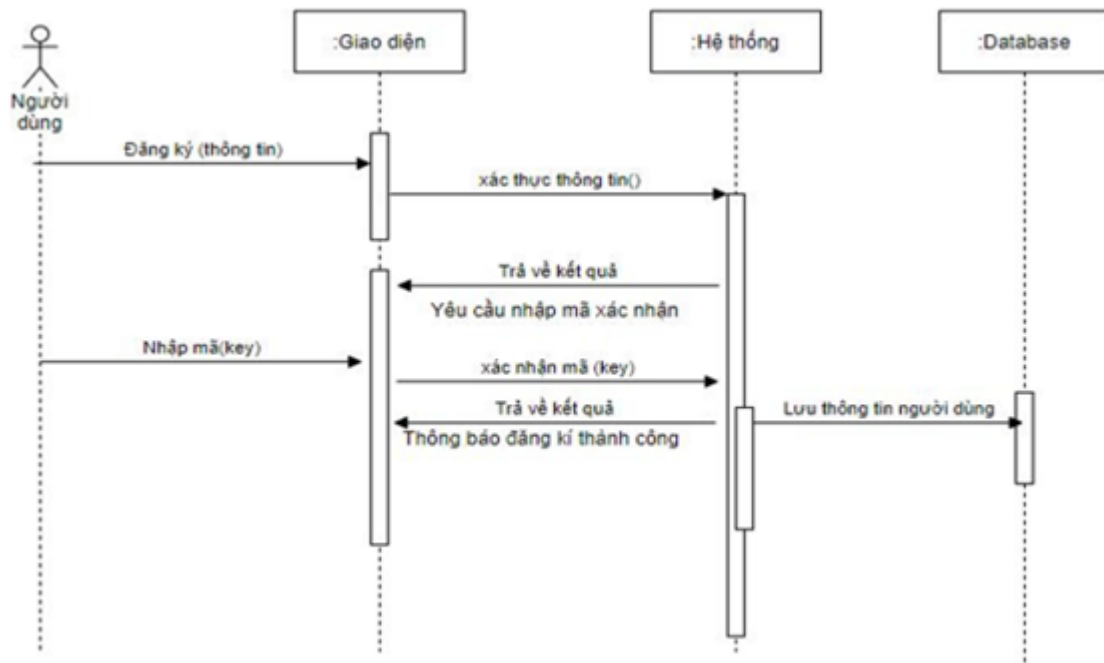 :Giao diện
:Hệ thống
:Database
Người
dùng
Đăng ký (thông tin)
xác thực thông tin()
Trả về kết quả
Yêu cầu nhập mã xác nhận
Nhập mã(key)
xác nhận mã (key)
Trả về kết quả
Lưu thông tin người dùng
Thông báo đăng kí thành công